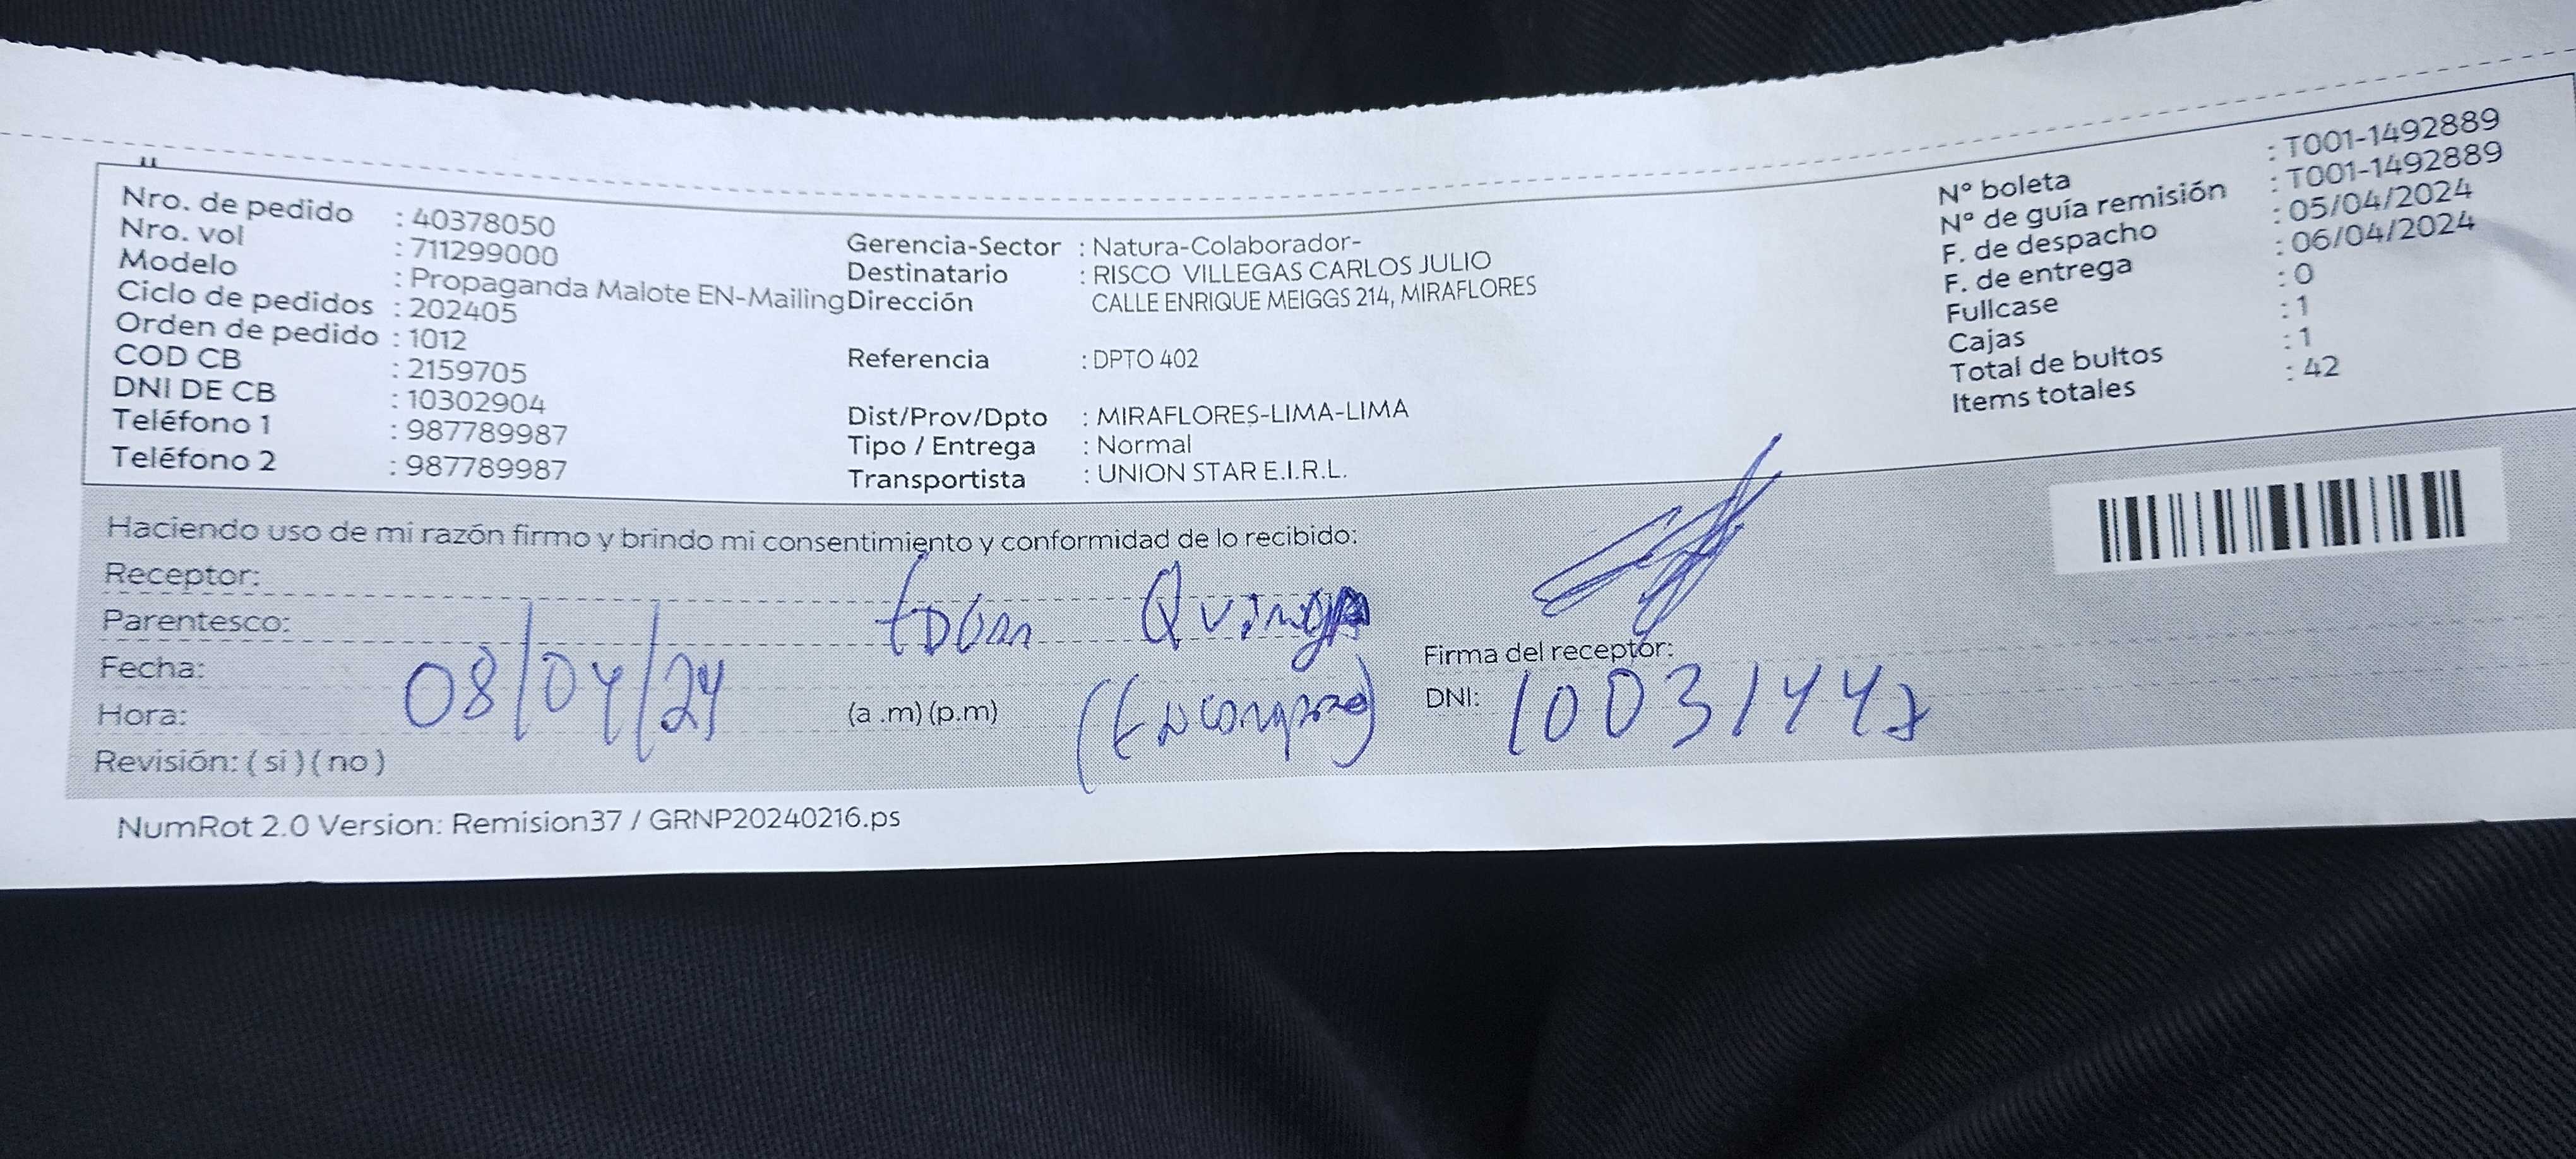 Nro. de pedido : 40378050
Nro. vol : 711299000
Modelo : Propaganda Malote EN-Mailing
Ciclo de pedidos : 202405
Orden de pedido : 1012
COD CB : 2159705
DNI DE CB : 10302904
Teléfono 1 : 987789987
Teléfono 2 : 987789987
Gerencia-Sector : Natura-Colaborador-
Destinatario : RISCO VILLEGAS CARLOS JULIO
Dirección CALLE ENRIQUE MEIGGS 214, MIRAFLORES
Referencia : DPTO 402
Dist/Prov/Dpto : MIRAFLORES-LIMA-LIMA
Tipo / Entrega : Normal
Transportista : UNION STAR E.I.R.L.
N° boleta : T001-1492889
N° de guía remisión : T001-1492889
F. de despacho : 05/04/2024
F. de entrega : 06/04/2024
Fullcase : 0
Cajas : 1
Total de bultos : 1
Items totales : 42
Haciendo uso de mi razón firmo y brindo mi consentimiento y conformidad de lo recibido:
Receptor:
Parentesco:
Fecha: 08/04/24
Hora: (a .m) (p.m)
Revisión: ( si ) ( no )
Firma del receptor:
DNI: 1003144
NumRot 2.0 Version: Remision37 / GRNP20240216.ps